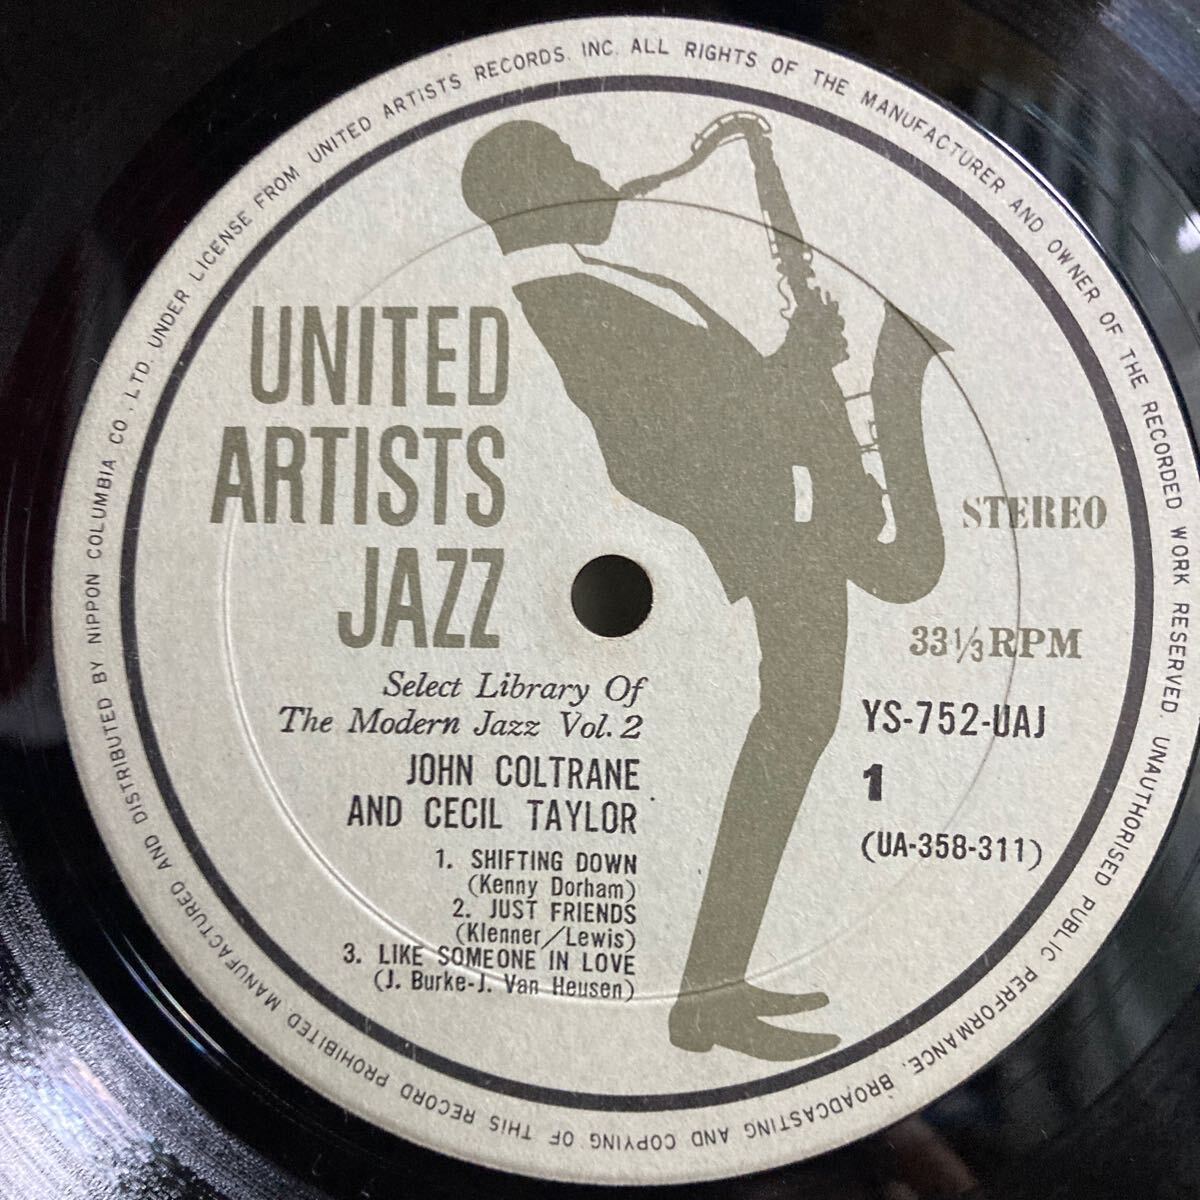 MANUFACTURED AND DISTRIBUTED BY NIPPON COLUMBIA CO., LTD. UNDER LICENSE FROM UNITED ARTISTS RECORDS. INC. ALL RIGHTS OF THE MANUFACTURER AND OWNER OF THE RECORDED WORK RESERVED. UNAUTHORISED PUBLIC PERFORMANCE, BROADCASTING AND COPYING OF THIS RECORD PROHIBITED
UNITED
ARTISTS
JAZZ
STEREO
33 1/3 RPM
Select Library Of
The Modern Jazz Vol. 2
YS-752-UAJ
JOHN COLTRANE
AND CECIL TAYLOR
1
(UA-358-311)
1. SHIFTING DOWN
(Kenny Dorham)
2. JUST FRIENDS
(Klenner/Lewis)
3. LIKE SOMEONE IN LOVE
(J. Burke-J. Van Heusen)